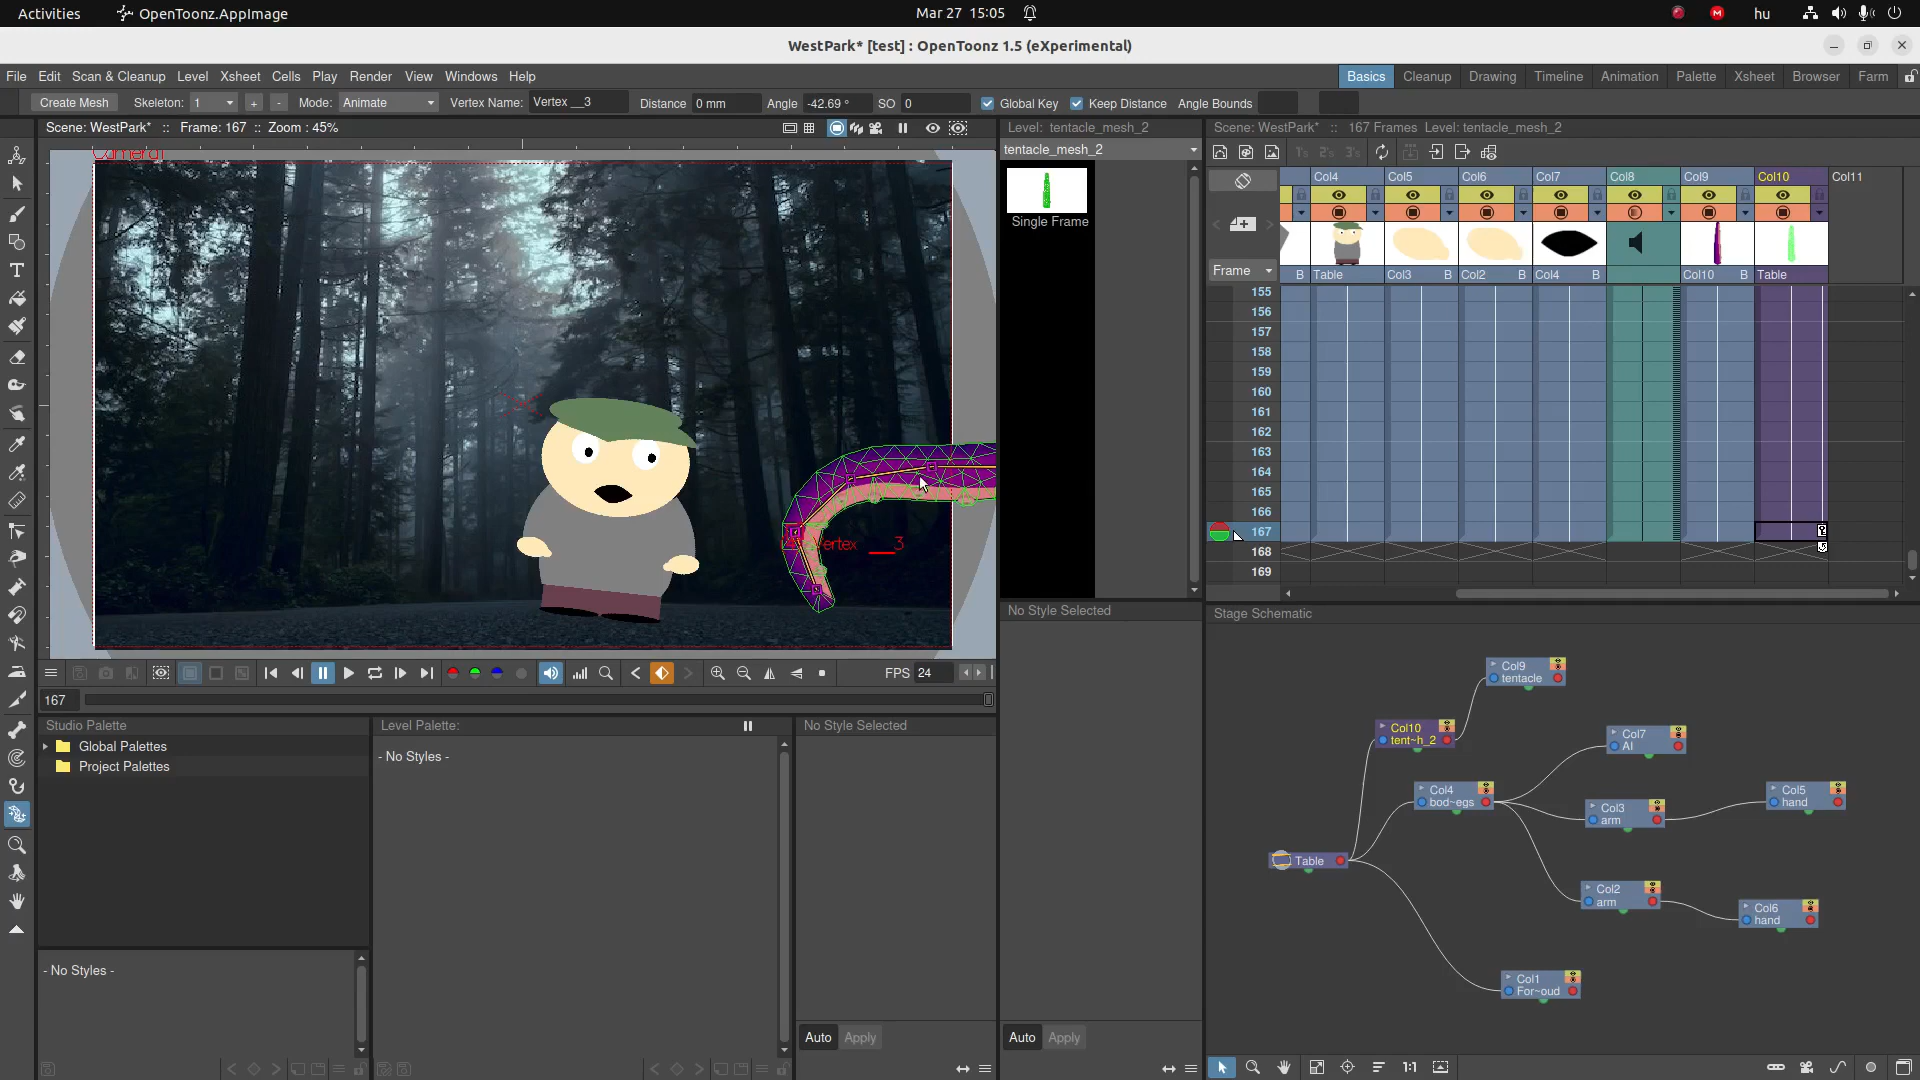 Activities
OpenToonz.AppImage
Mar 27 15:05
hu
WestPark* [test] : OpenToonz 1.5 (eXperimental)
File Edit Scan & Cleanup Level Xsheet Cells Play Render View Windows Help
Basics Cleanup Drawing Timeline Animation Palette Xsheet Browser Farm
Create Mesh Skeleton: 1 + - Mode: Animate Vertex Name: Vertex __3 Distance 0 mm Angle -42.69 ° SO 0 Global Key Keep Distance Angle Bounds
Scene: WestPark* :: Frame: 167 :: Zoom : 45%
Level: tentacle_mesh_2
Scene: WestPark* :: 167 Frames Level: tentacle_mesh_2
tentacle_mesh_2
Single Frame
Camera1
ertex __3
1's 2's 3's
Col4 Col5 Col6 Col7 Col8 Col9 Col10 Col11
Frame
B Table Col3 B Col2 B Col4 B Col10 B Table
155
156
157
158
159
160
161
162
163
164
165
166
167
168
169
FPS 24
167
No Style Selected
Stage Schematic
Col9
tentacle
Col10
tent~h_2
Col7
AI
Col4
bod~egs
Col3
arm
Col5
hand
Table
Col2
arm
Col6
hand
Col1
For~oud
1:1
Studio Palette
Global Palettes
Project Palettes
- No Styles -
Level Palette:
- No Styles -
No Style Selected
Auto Apply
Auto Apply